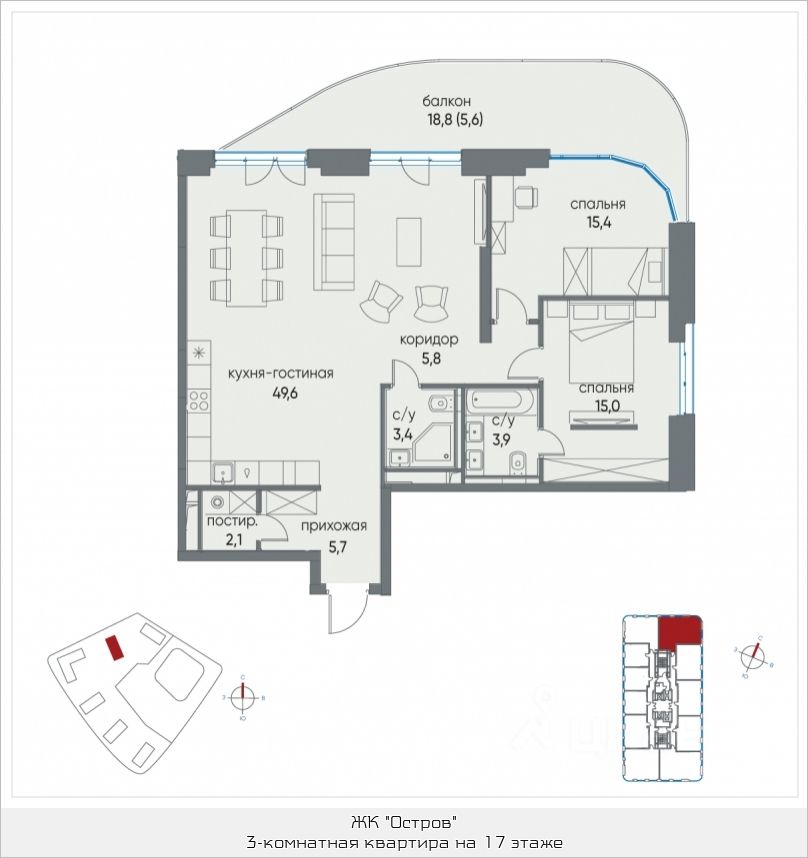 балкон
18,8 (5,6)
спальня
15,4
коридор
5,8
кухня-гостиная
49,6
спальня
15,0
с/у
3,4
с/у
3,9
постир.
2,1
прихожая
5,7
С
З В
Ю
С
З В
Ю
ЖК "Остров"
3-комнатная квартира на 17 этаже